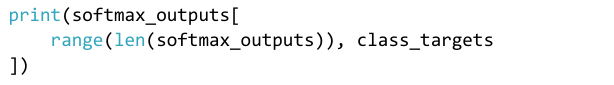 print(softmax_outputs[
    range(len(softmax_outputs)), class_targets
])